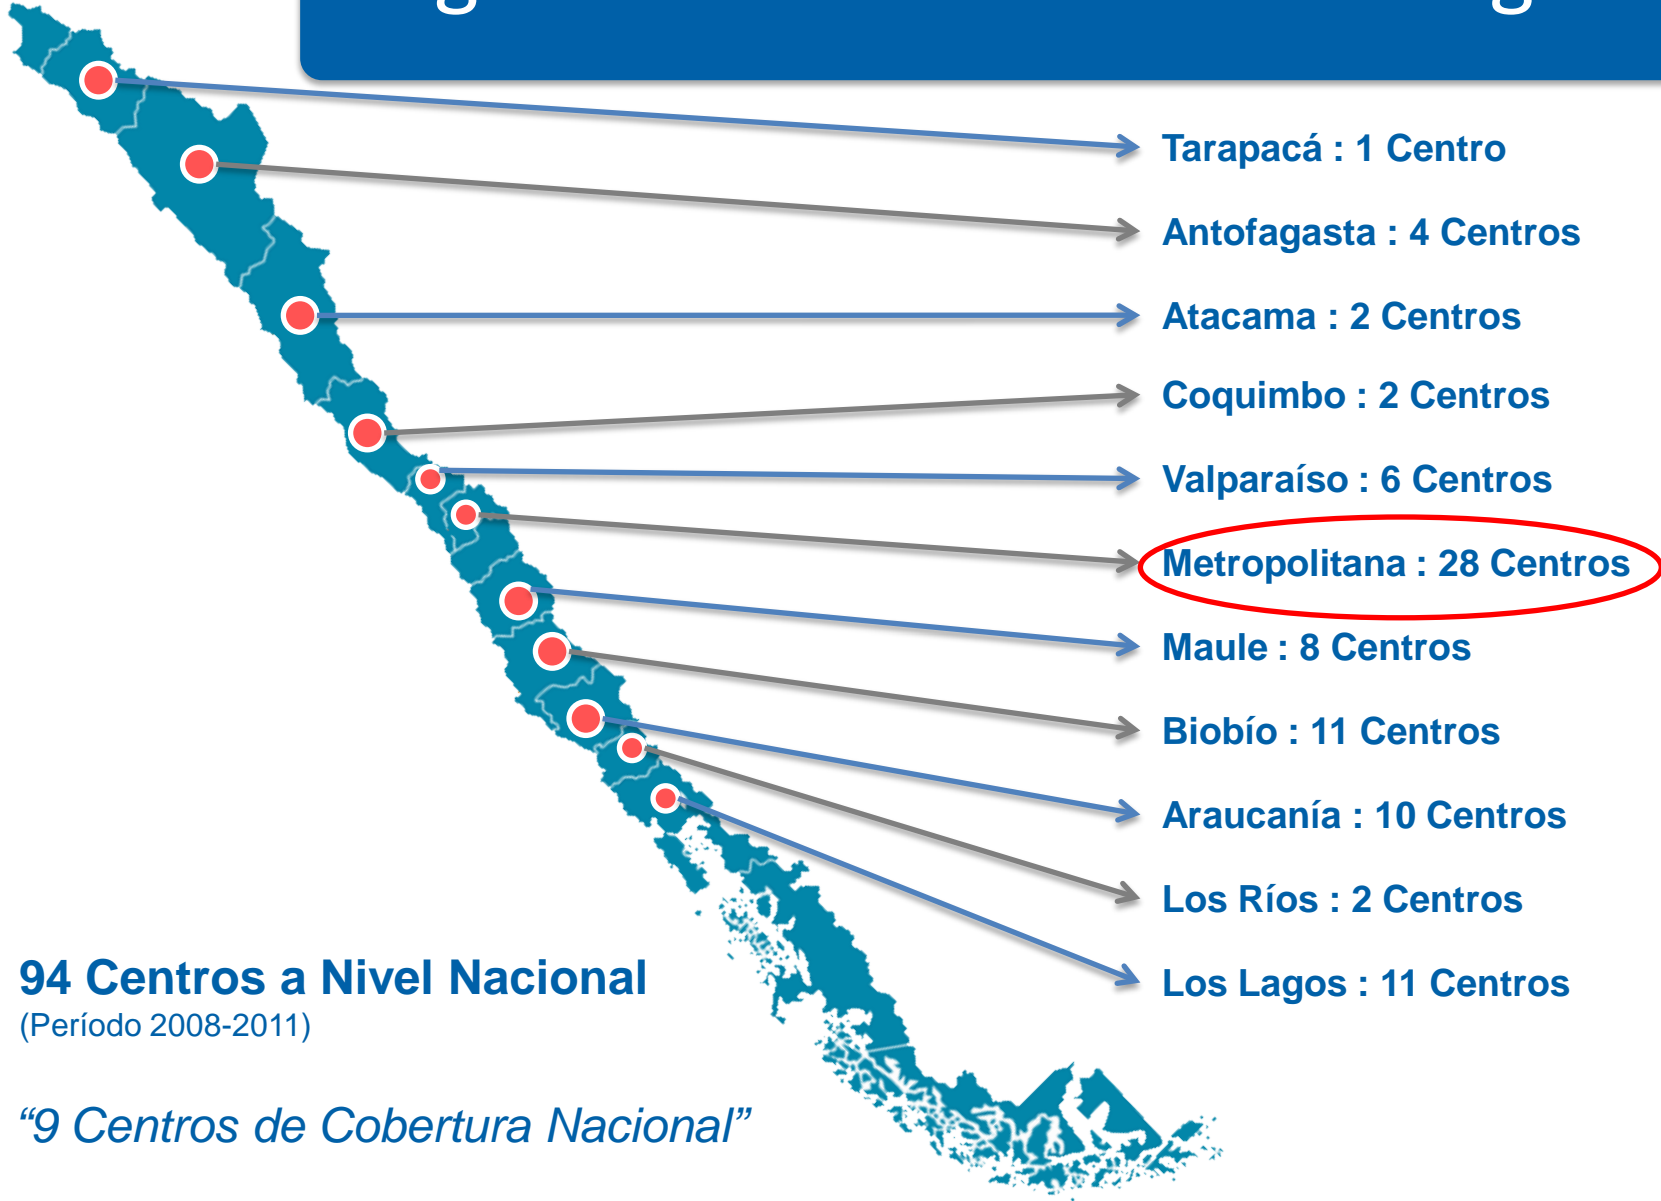 Tarapacá : 1 Centro
Antofagasta : 4 Centros
Atacama : 2 Centros
Coquimbo : 2 Centros
Valparaíso : 6 Centros
Metropolitana : 28 Centros
Maule : 8 Centros
Biobío : 11 Centros
Araucanía : 10 Centros
Los Ríos : 2 Centros
Los Lagos : 11 Centros
94 Centros a Nivel Nacional
(Período 2008-2011)
“9 Centros de Cobertura Nacional”